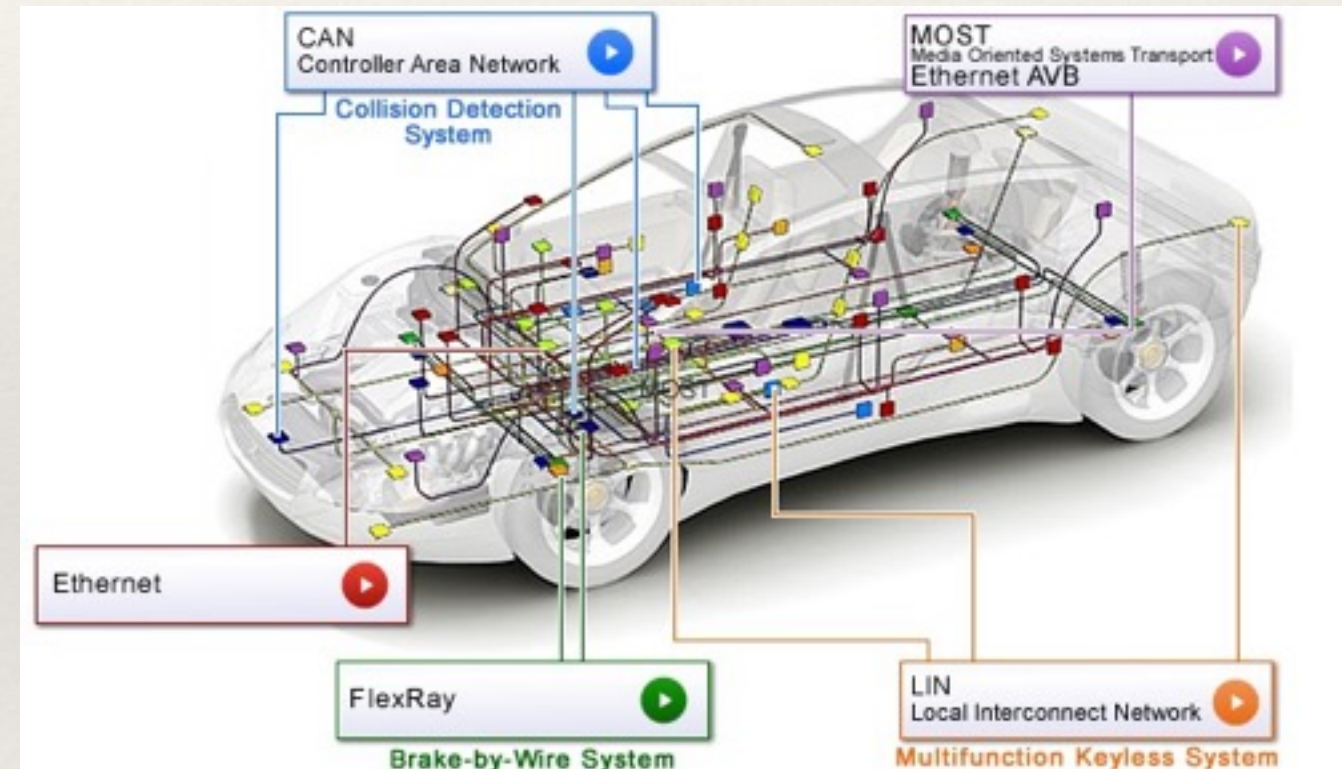 CAN
Controller Area Network
Collision Detection
System
MOST
Media Oriented Systems Transport
Ethernet AVB
Ethernet
FlexRay
Brake-by-Wire System
LIN
Local Interconnect Network
Multifunction Keyless System